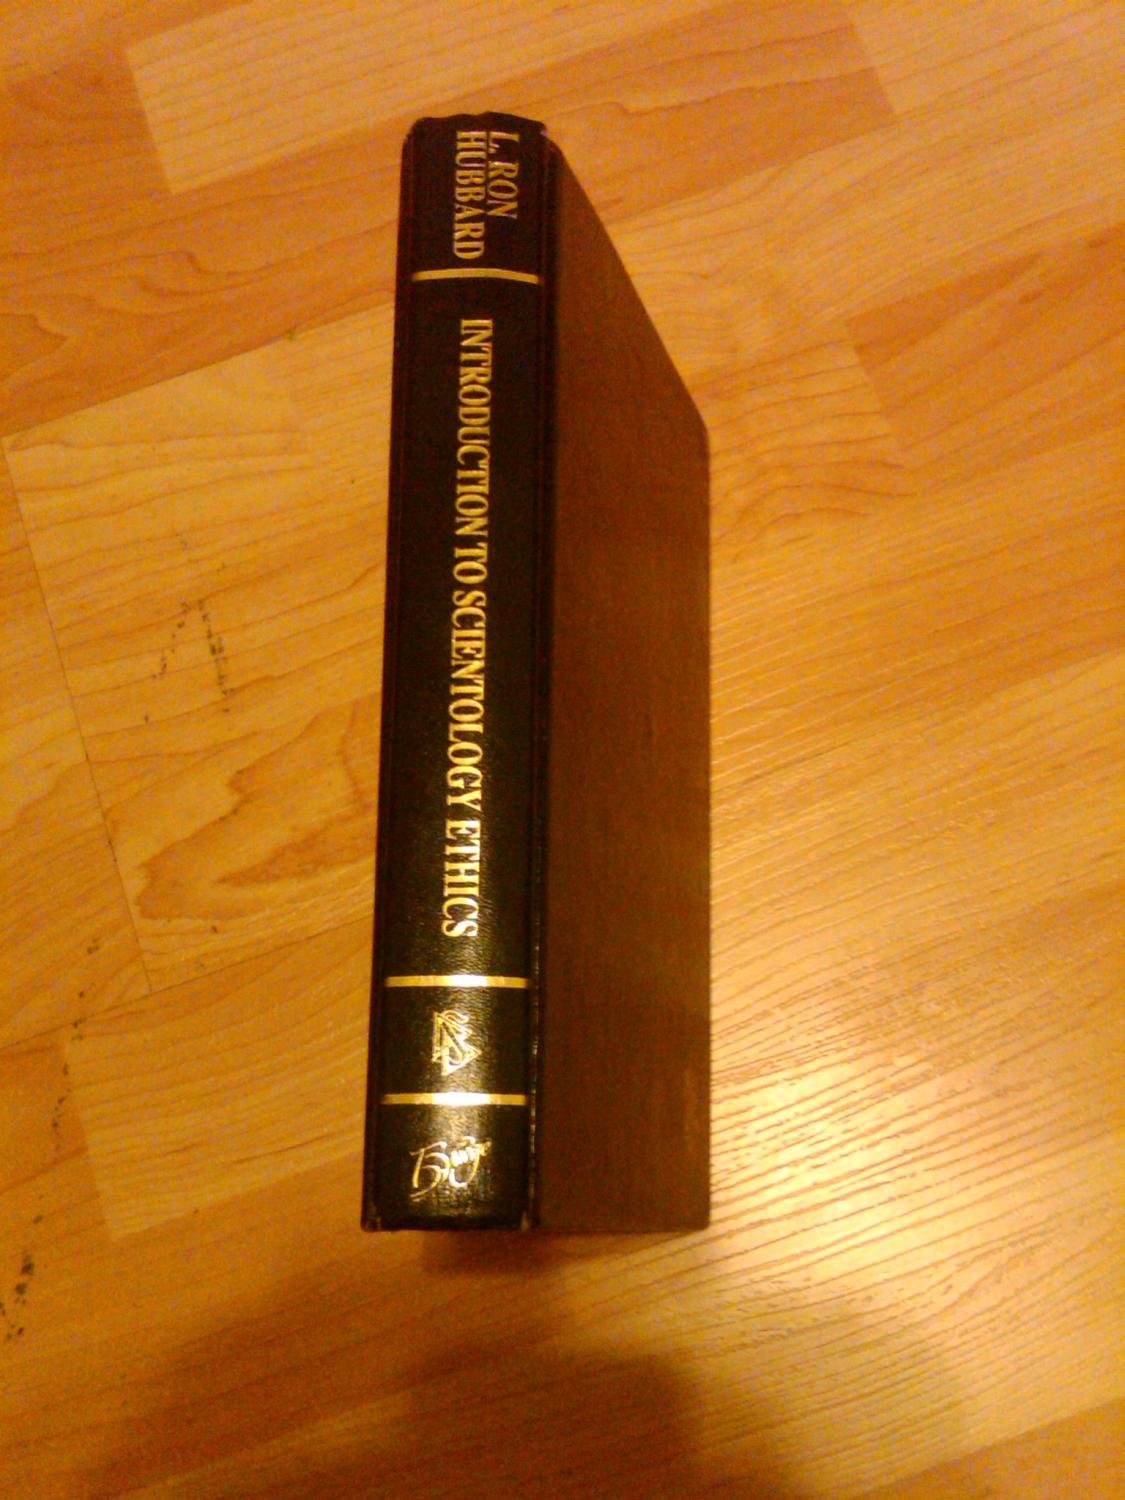 L. RON
HUBBARD
INTRODUCTION TO SCIENTOLOGY ETHICS